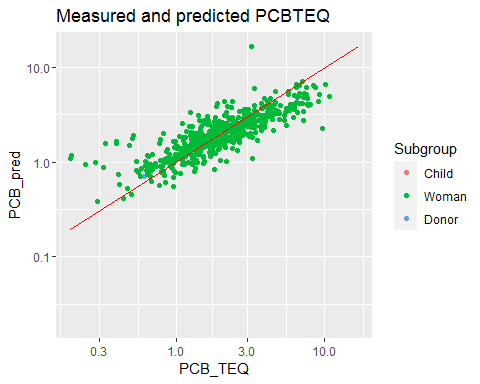 Measured and predicted PCBTEQ
10.0
1.0
0.1
PCB_pred
0.3
1.0
3.0
10.0
PCB_TEQ
Subgroup
Child
Woman
Donor